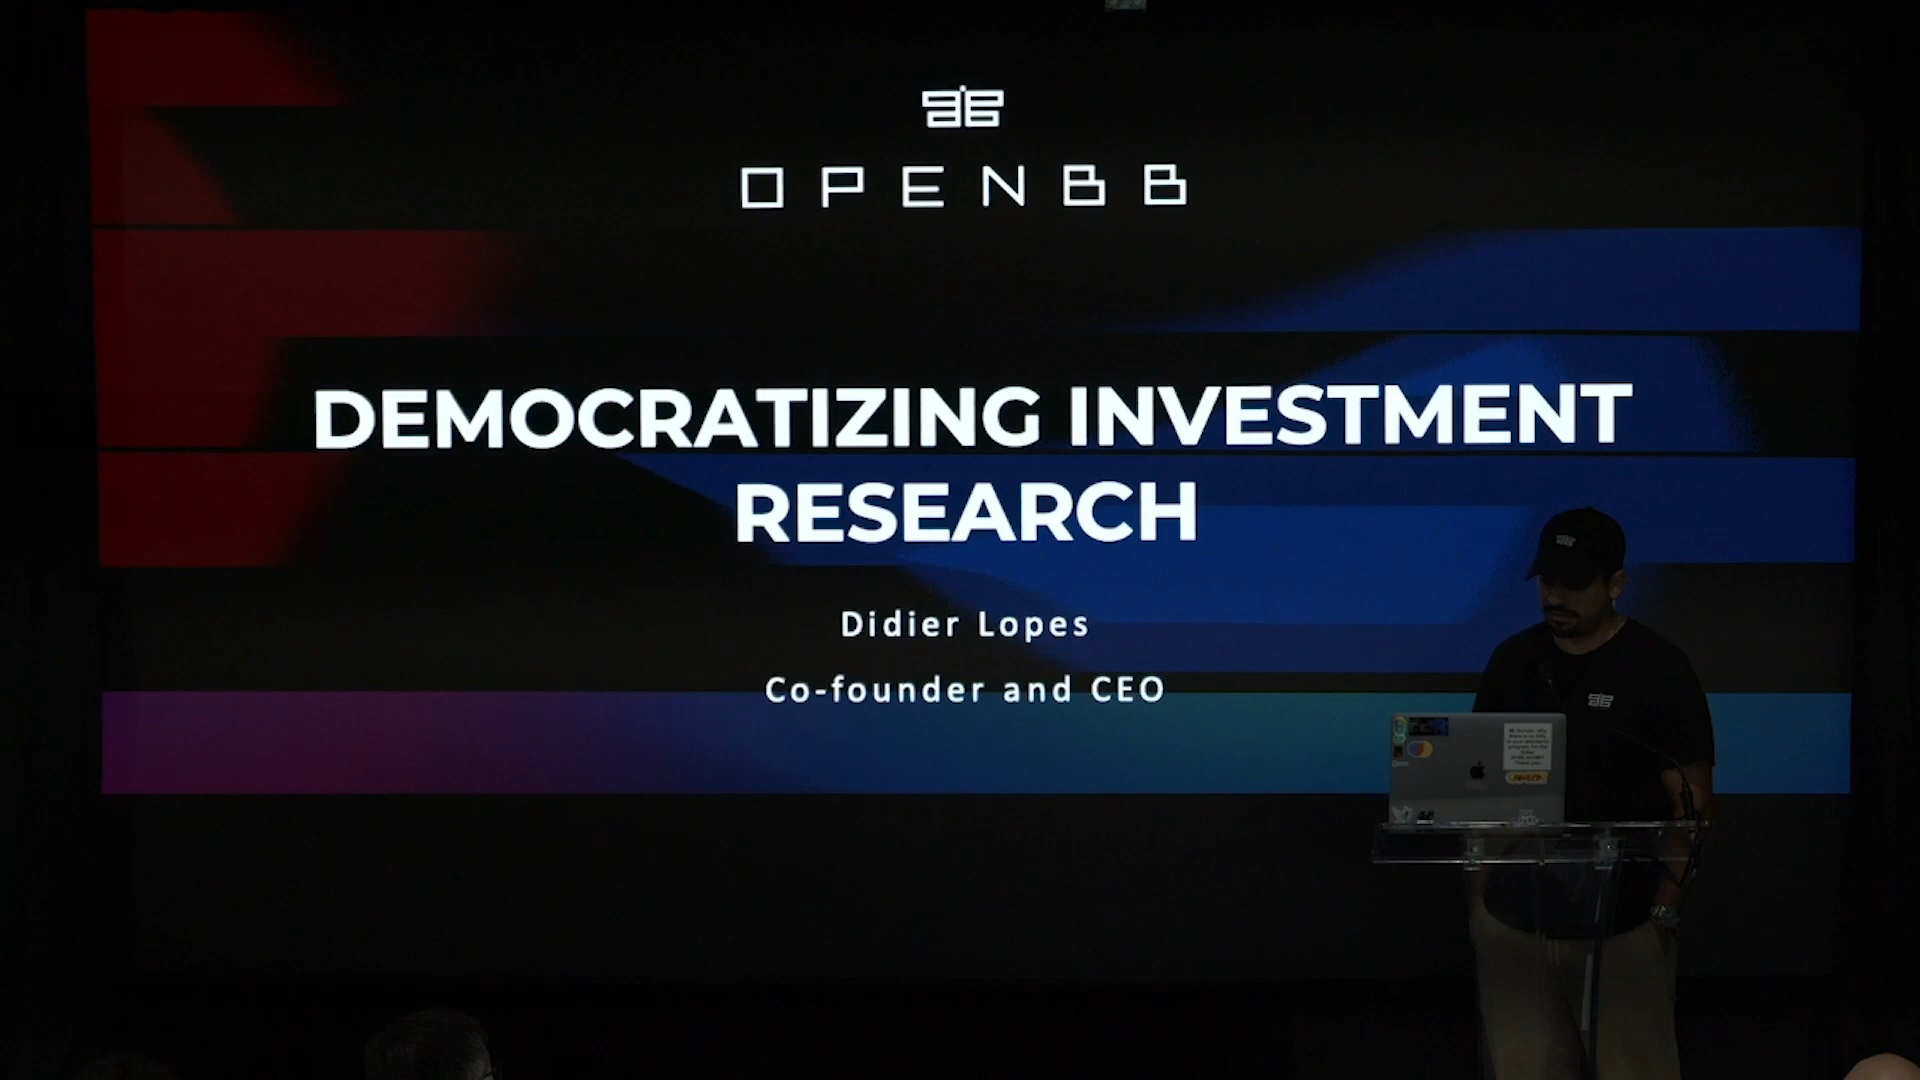 OPENBB
DEMOCRATIZING INVESTMENT
RESEARCH
Didier Lopes
Co-founder and CEO